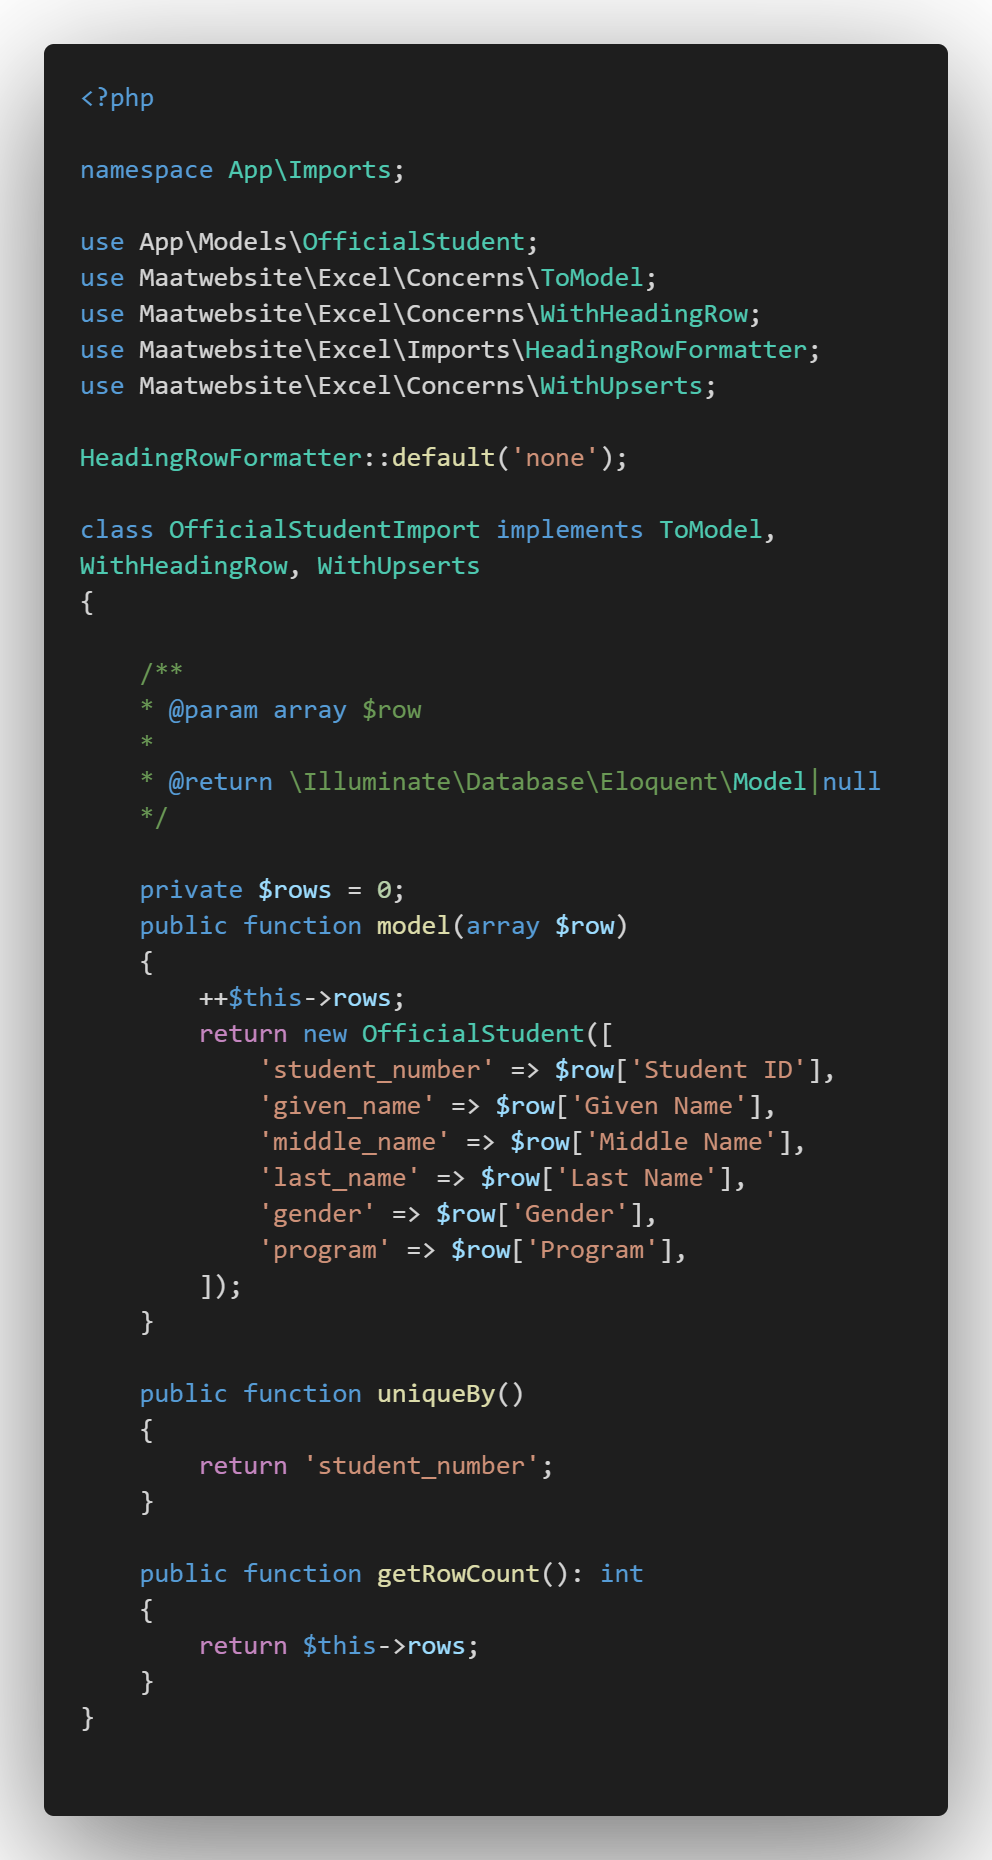 <?php

namespace App\Imports;

use App\Models\OfficialStudent;
use Maatwebsite\Excel\Concerns\ToModel;
use Maatwebsite\Excel\Concerns\WithHeadingRow;
use Maatwebsite\Excel\Imports\HeadingRowFormatter;
use Maatwebsite\Excel\Concerns\WithUpserts;

HeadingRowFormatter::default('none');

class OfficialStudentImport implements ToModel,
WithHeadingRow, WithUpserts
{

    /**
    * @param array $row
    *
    * @return \Illuminate\Database\Eloquent\Model|null
    */

    private $rows = 0;
    public function model(array $row)
    {
        ++$this->rows;
        return new OfficialStudent([
            'student_number' => $row['Student ID'],
            'given_name' => $row['Given Name'],
            'middle_name' => $row['Middle Name'],
            'last_name' => $row['Last Name'],
            'gender' => $row['Gender'],
            'program' => $row['Program'],
        ]);
    }

    public function uniqueBy()
    {
        return 'student_number';
    }

    public function getRowCount(): int
    {
        return $this->rows;
    }
}